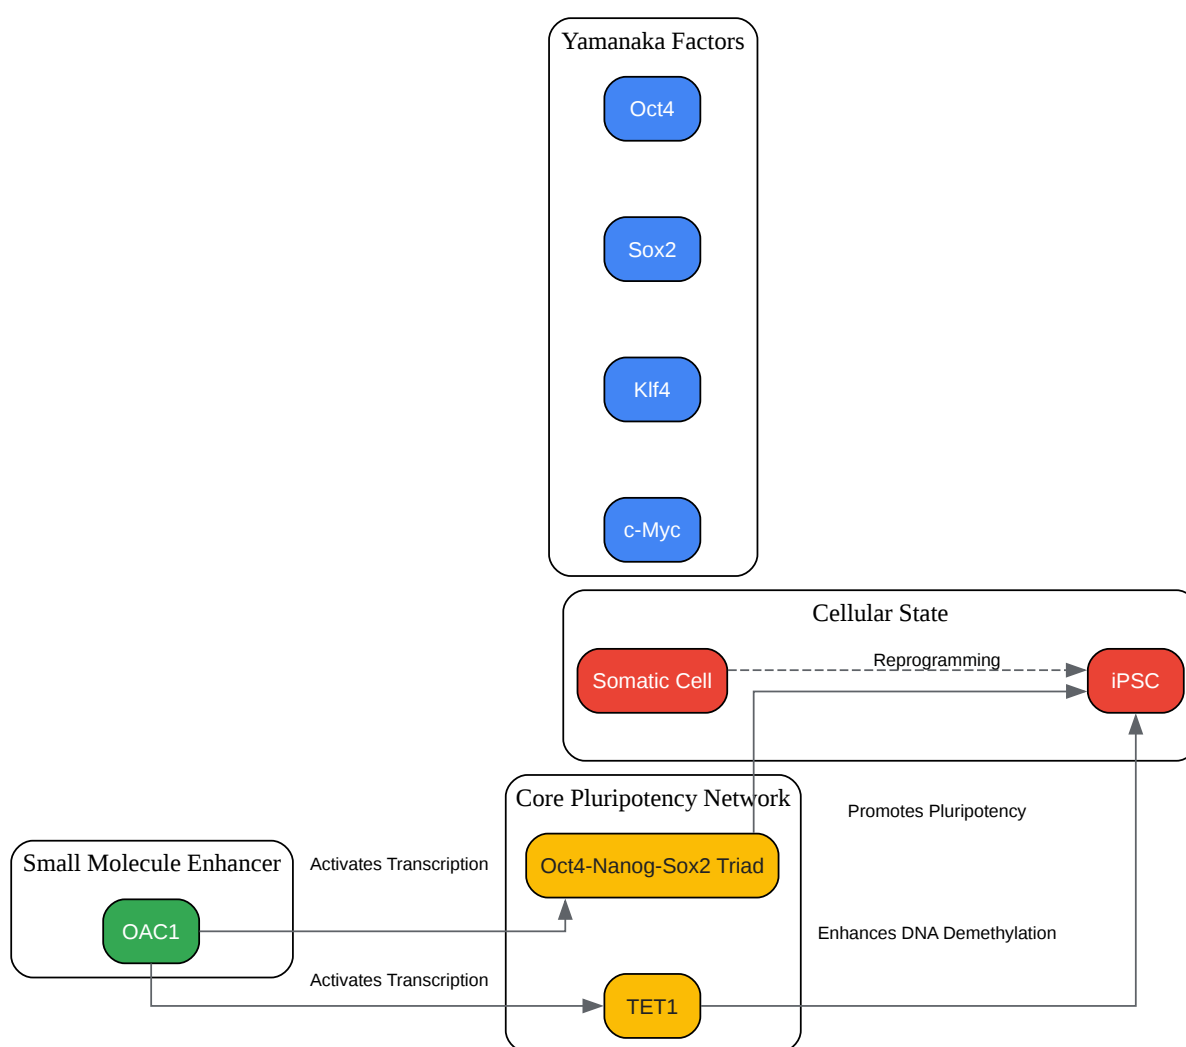 Yamanaka Factors
Oct4
Sox2
Klf4
c-Myc
Cellular State
Reprogramming
Somatic Cell
iPSC
Core Pluripotency Network
Promotes Pluripotency
Small Molecule Enhancer
Activates Transcription
Oct4-Nanog-Sox2 Triad
OAC1
Enhances DNA Demethylation
Activates Transcription
TET1